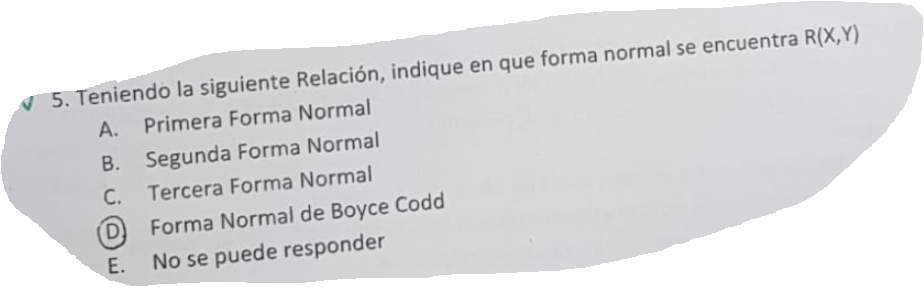 5. Teniendo la siguiente Relación, indique en que forma normal se encuentra R(X,Y)
A. Primera Forma Normal
B. Segunda Forma Normal
C. Tercera Forma Normal
D. Forma Normal de Boyce Codd
E. No se puede responder